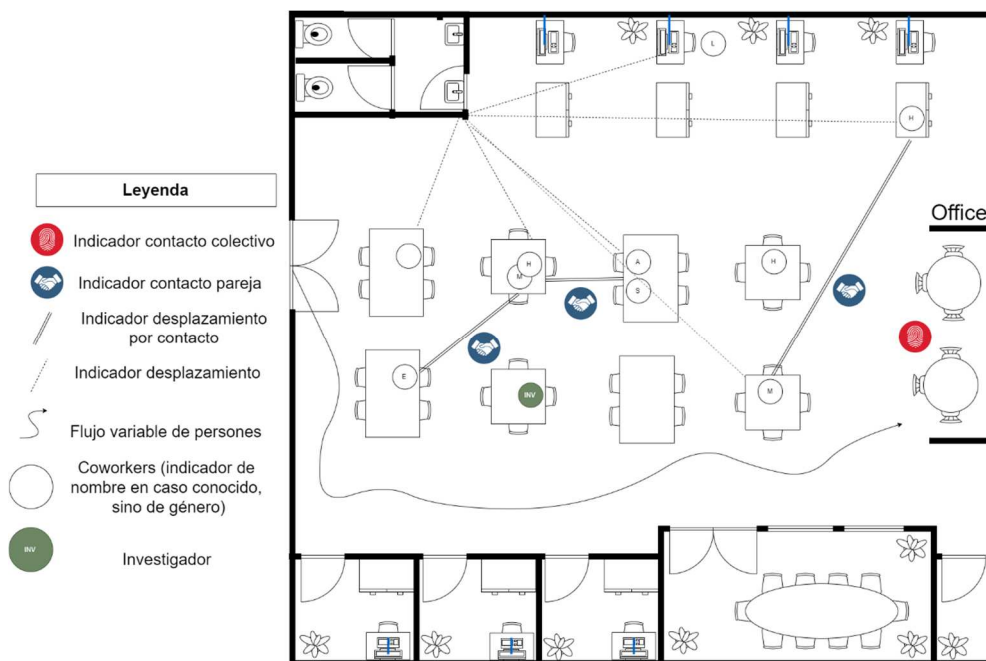 Leyenda
Indicador contacto colectivo
Indicador contacto pareja
Indicador desplazamiento
por contacto
Indicador desplazamiento
Flujo variable de persones
Coworkers (indicador de
nombre en caso conocido,
sino de género)
INV
Investigador
L
H
Office
H
M
A
S
H
E
INV
M